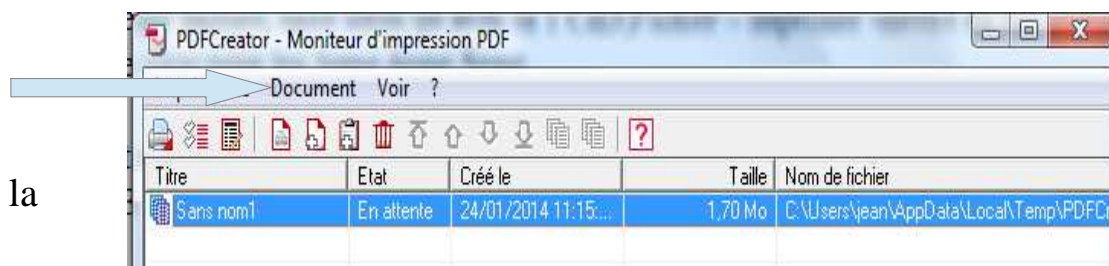 PDFCreator - Moniteur d'impression PDF
Document Voir ?
Titre Etat Créé le Taille Nom de fichier
la
Sans nom1 En attente 24/01/2014 11:15:... 1,70 Mo C:\Users\jean\AppData\Local\Temp\PDFCr